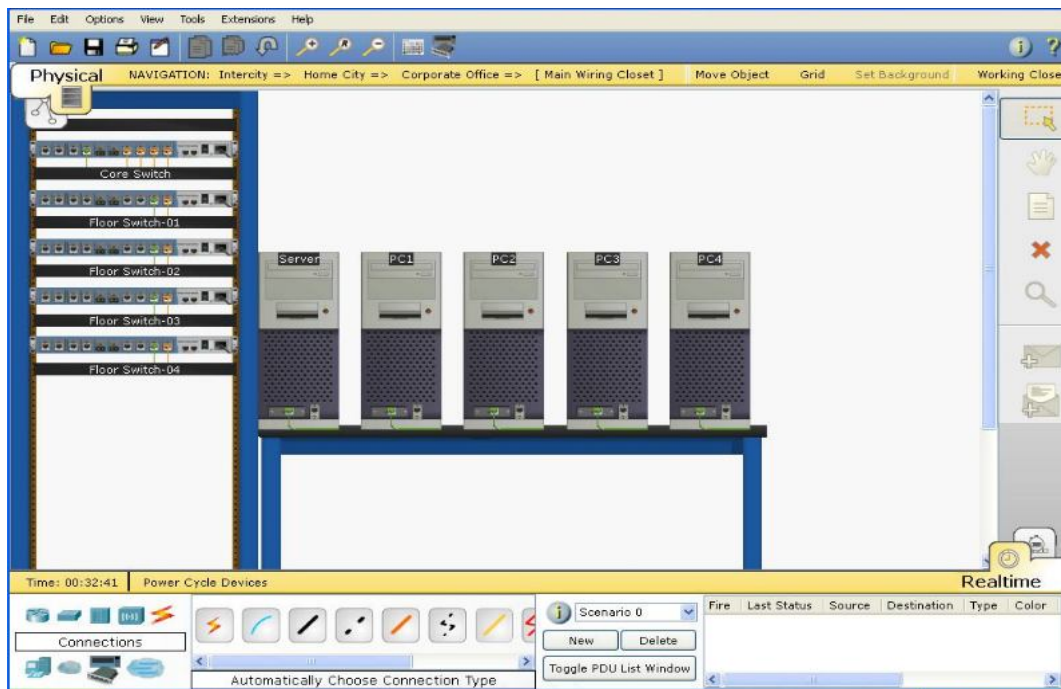 File Edit Options View Tools Extensions Help
Physical NAVIGATION: Intercity => Home City => Corporate Office => [ Main Wiring Closet ] Move Object Grid Set Background Working Close
Core Switch
Floor Switch-01
Floor Switch-02
Floor Switch-03
Floor Switch-04
Server PC1 PC2 PC3 PC4
Time: 00:32:41 Power Cycle Devices Realtime
Connections
Automatically Choose Connection Type
Scenario 0
New Delete
Toggle PDU List Window
Fire Last Status Source Destination Type Color